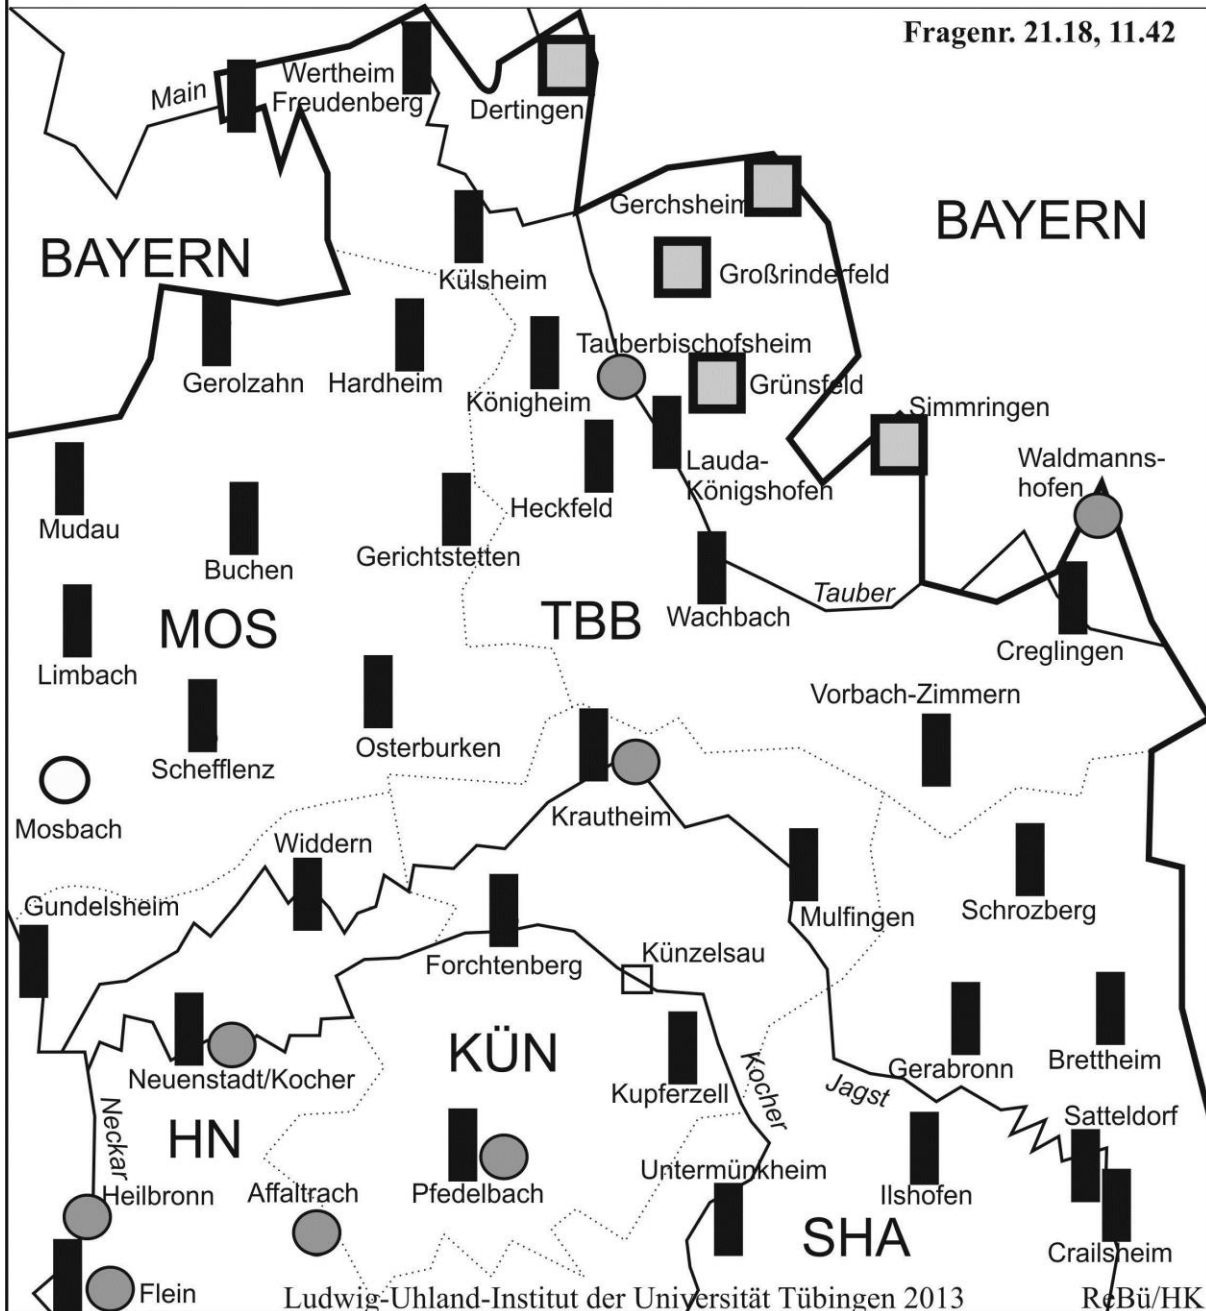 Fragenr. 21.18, 11.42
Wertheim
Main
Freudenberg
Dertingen
Gerchsheim
BAYERN
BAYERN
Külsheim
Großrinderfeld
Tauberbischofsheim
Gerolzahn
Hardheim
Königheim
Grünsfeld
Simmringen
Lauda-
Königshofen
Waldmanns-
hofen
Heckfeld
Mudau
Buchen
Gerichtstetten
Tauber
Wachbach
MOS
TBB
Creglingen
Limbach
Vorbach-Zimmern
Osterburken
Schefflenz
Krautheim
Mosbach
Widdern
Gundelsheim
Mulfingen
Schrozberg
Forchtenberg
Künzelsau
KÜN
Neuenstadt/Kocher
Kupferzell
Kocher
Jagst
Gerabronn
Brettheim
Neckar
HN
Satteldorf
Untermünkheim
Heilbronn
Affaltrach
Pfedelbach
Ilshofen
SHA
Crailsheim
Flein
Ludwig-Uhland-Institut der Universität Tübingen 2013
ReBü/HK